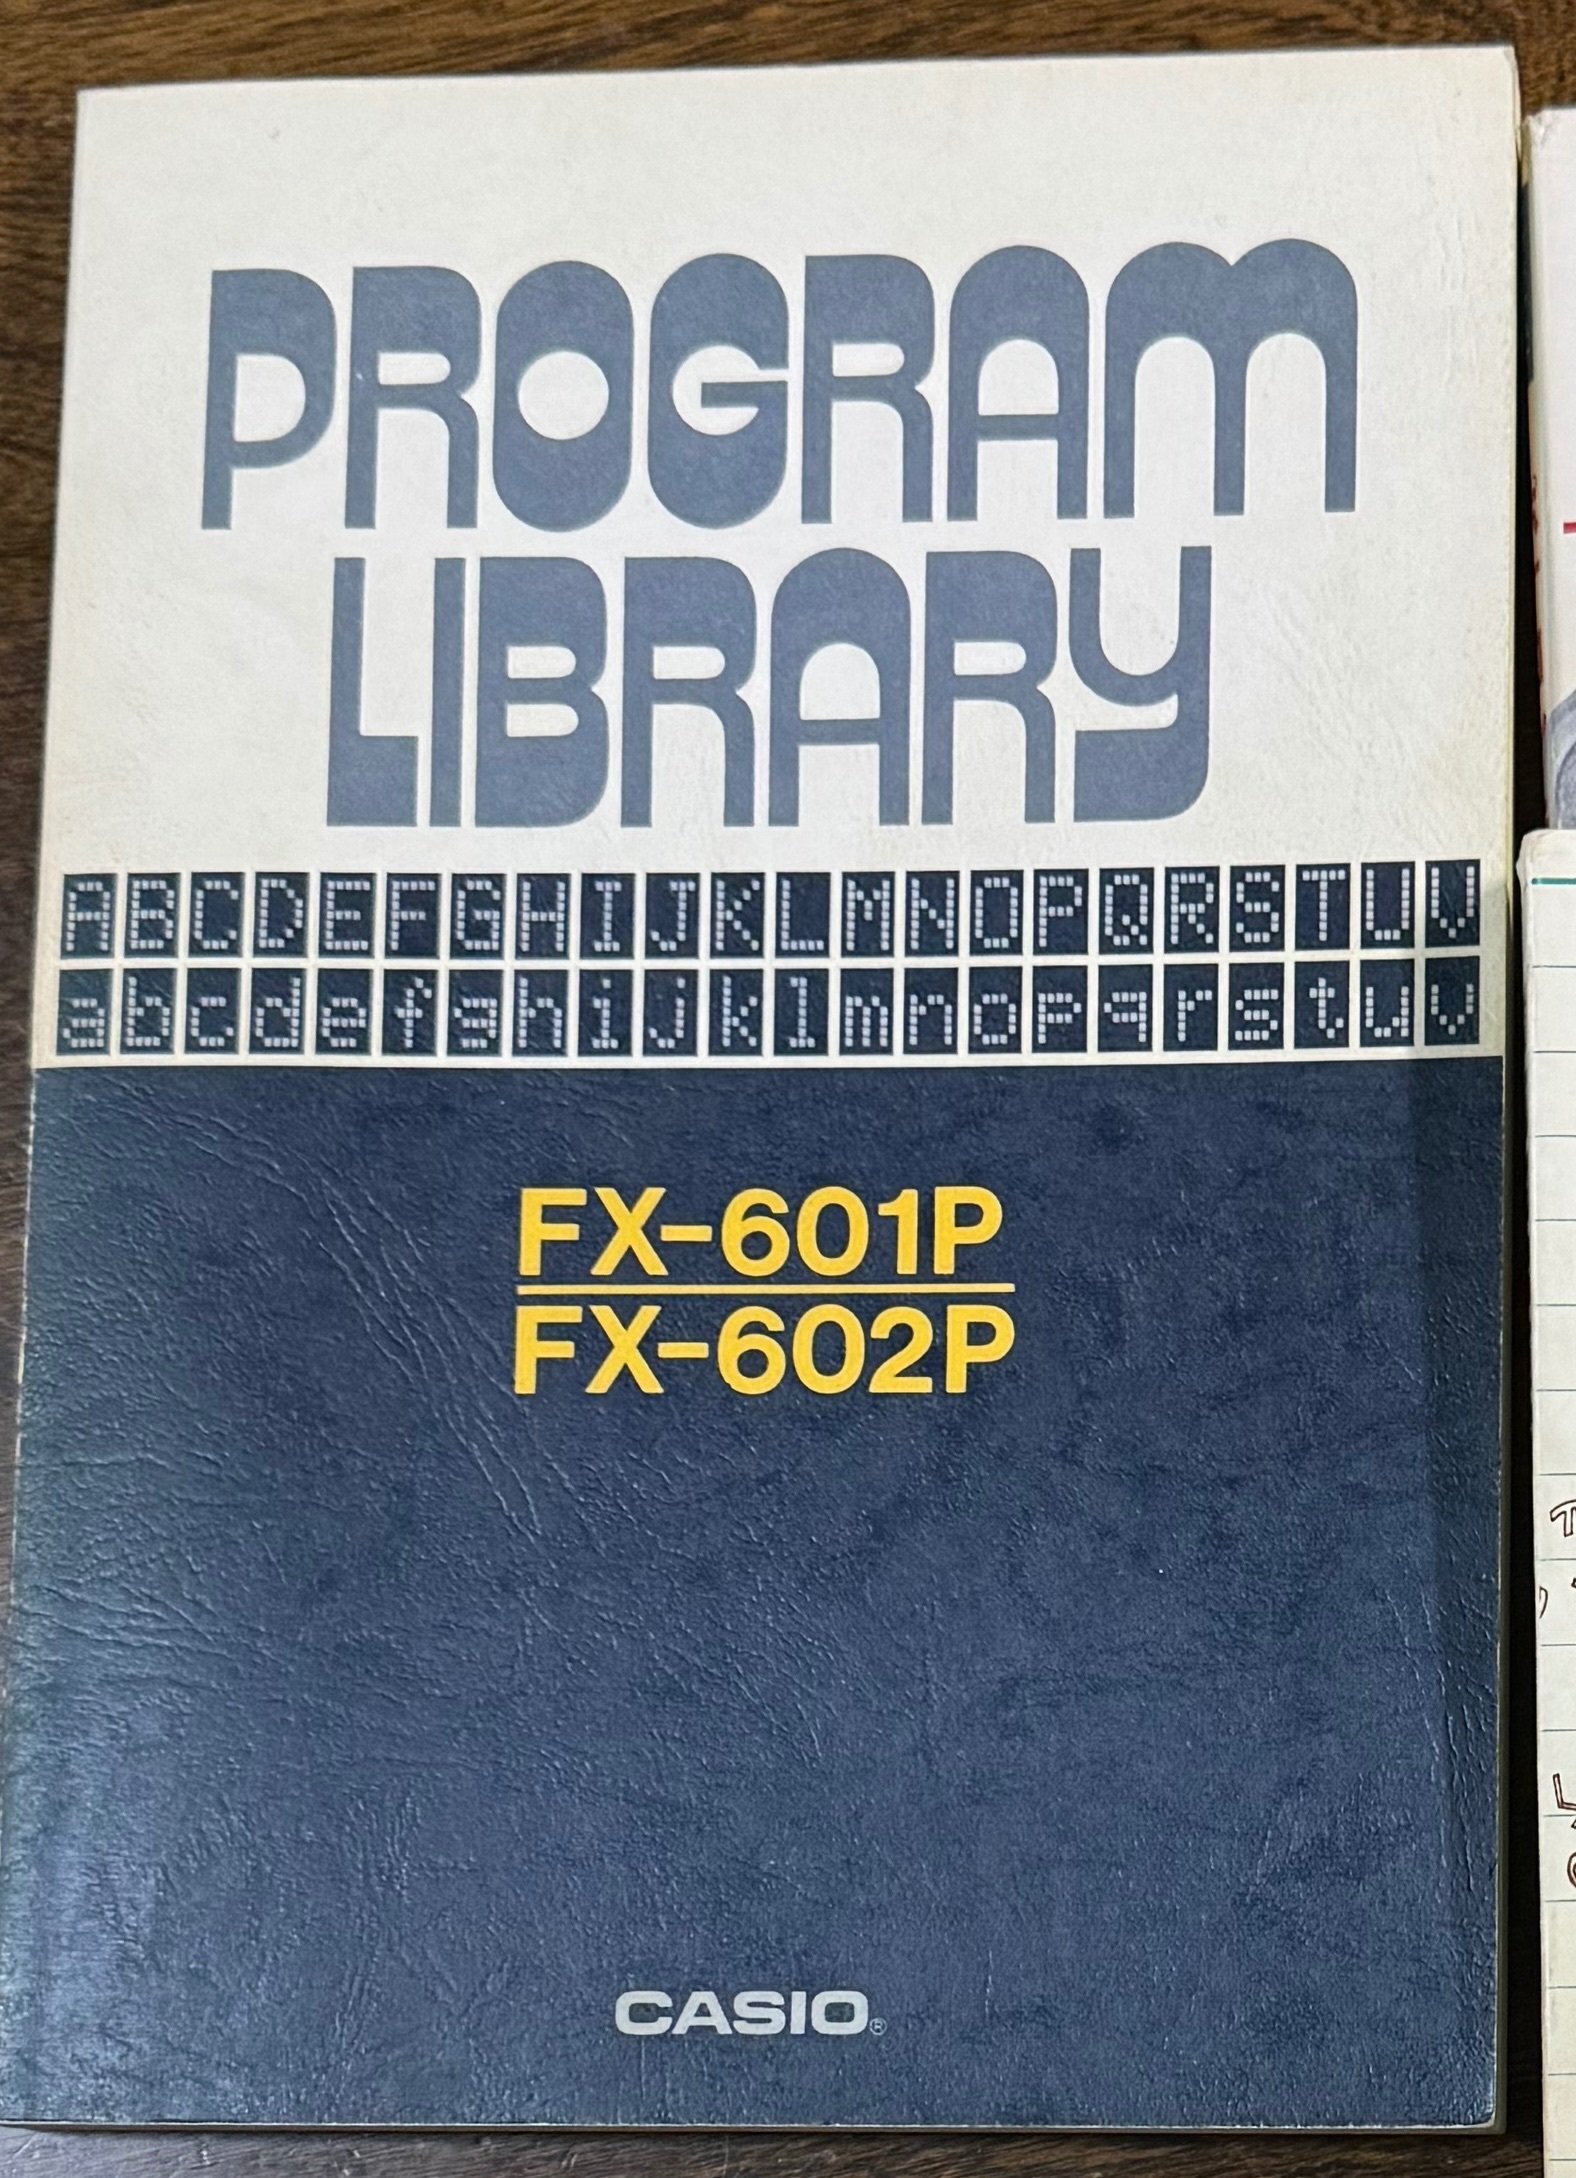 PROGRAM
LIBRARY
ABCDEFGHIJKLMNOPQRSTUV
abcdefghijklmnopqrstuv
FX-601P
FX-602P
CASIO®